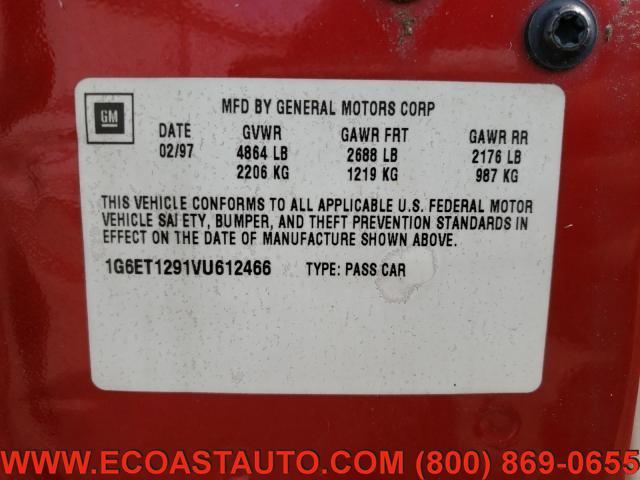 GM
MFD BY GENERAL MOTORS CORP
DATE GVWR GAWR FRT GAWR RR
02/97 4864 LB 2688 LB 2176 LB
2206 KG 1219 KG 987 KG
THIS VEHICLE CONFORMS TO ALL APPLICABLE U.S. FEDERAL MOTOR
VEHICLE SAFETY, BUMPER, AND THEFT PREVENTION STANDARDS IN
EFFECT ON THE DATE OF MANUFACTURE SHOWN ABOVE.
1G6ET1291VU612466 TYPE: PASS CAR
WWW.ECOASTAUTO.COM (800) 869-0655